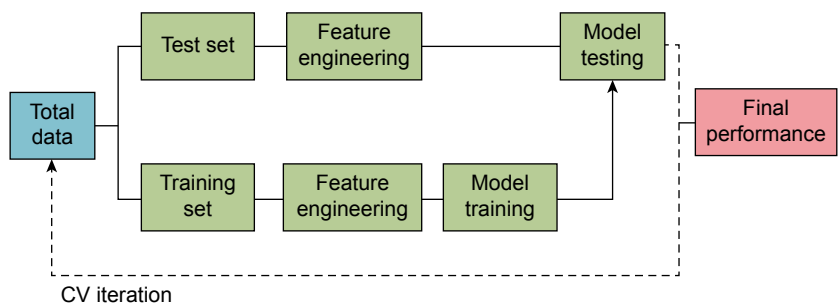 Test set
Feature
engineering
Model
testing
Total
data
Final
performance
Training
set
Feature
engineering
Model
training
CV iteration